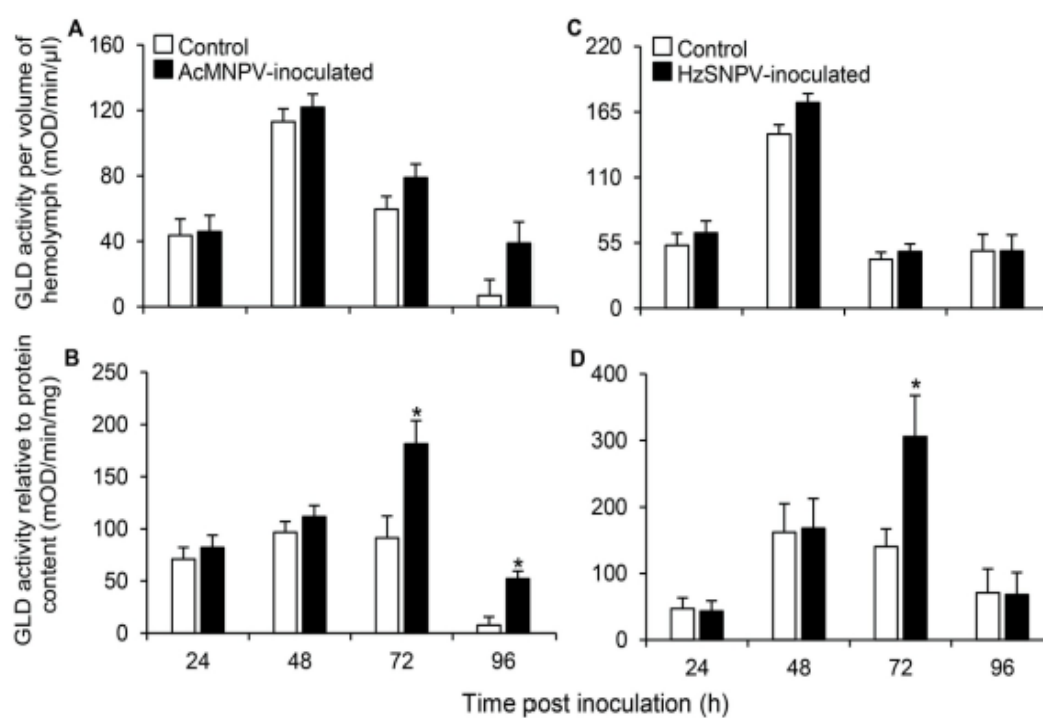 A
GLD activity per volume of
hemolymph (mOD/min/µl)
160
120
80
40
0
Control
AcMNPV-inoculated
C
220
165
110
55
0
Control
HzSNPV-inoculated
B
GLD activity relative to protein
content (mOD/min/mg)
250
200
150
100
50
0
*
*
24
48
72
96
D
400
300
200
100
0
*
24
48
72
96
Time post inoculation (h)